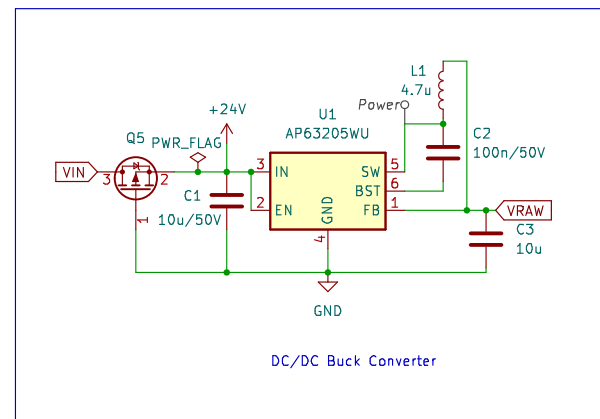 L1
4.7u
Power
+24V
U1
AP63205WU
Q5
PWR_FLAG
C2
100n/50V
VIN
3
2
1
3
IN
SW
5
BST
6
2
EN
GND
FB
1
4
C1
10u/50V
VRAW
C3
10u
GND
DC/DC Buck Converter